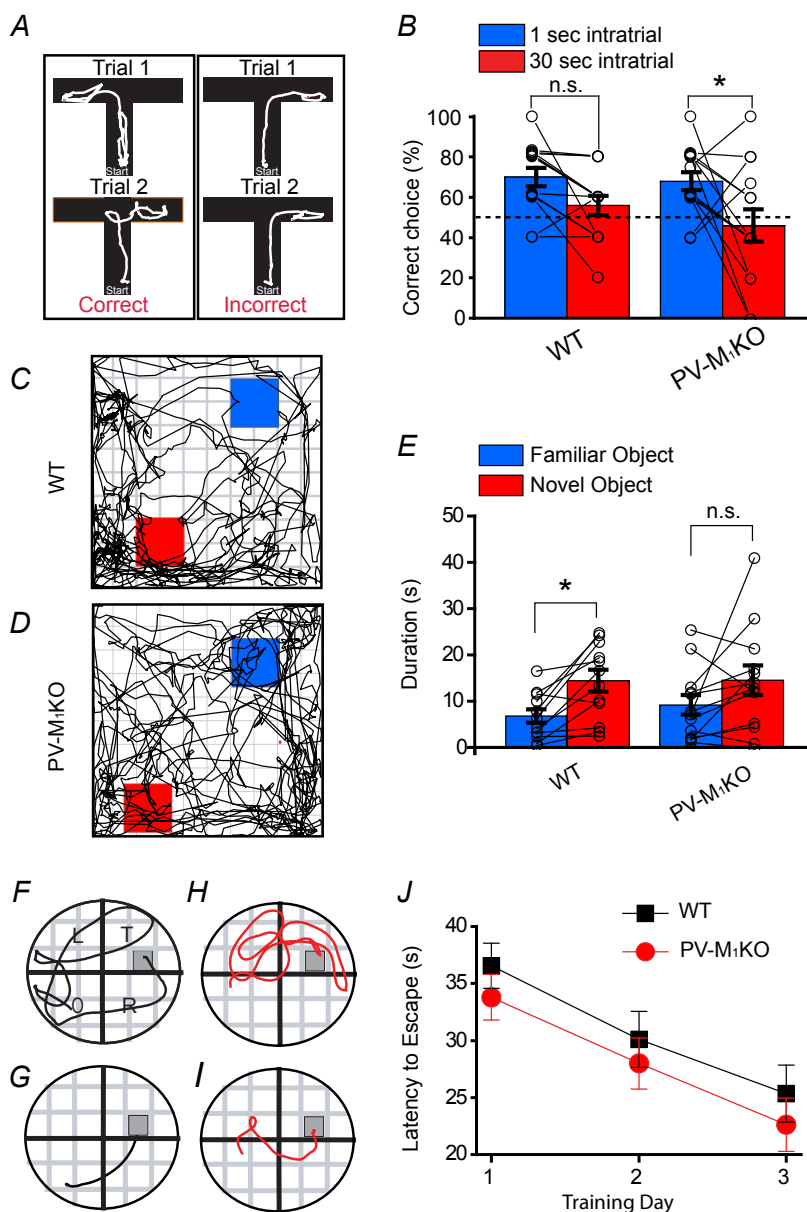 A
Trial 1
Trial 1
Start
Start
Trial 2
Trial 2
Start
Start
Correct
Incorrect
B
1 sec intratrial
30 sec intratrial
n.s.
*
100
80
60
40
20
0
Correct choice (%)
WT
PV-M₁KO
C
WT
D
PV-M₁KO
E
Familiar Object
Novel Object
n.s.
*
50
40
30
20
10
0
Duration (s)
WT
PV-M₁KO
F
L
T
0
R
H
G
I
J
WT
PV-M₁KO
40
35
30
25
20
Latency to Escape (s)
1
2
3
Training Day